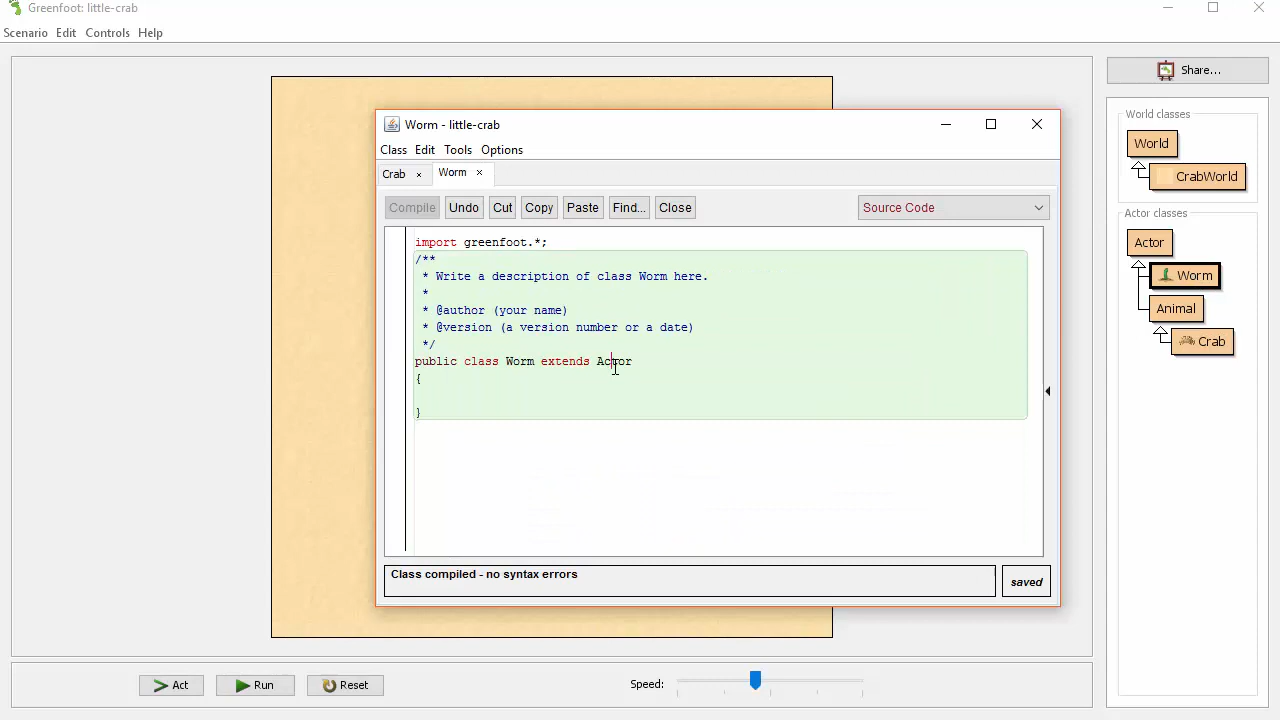 Greenfoot: little-crab
Scenario Edit Controls Help
Share...
World classes
World
CrabWorld
Actor classes
Actor
Worm
Animal
Crab
Worm - little-crab
Class Edit Tools Options
Crab × Worm ×
Compile Undo Cut Copy Paste Find... Close Source Code
import greenfoot.*;
/**
* Write a description of class Worm here.
*
* @author (your name)
* @version (a version number or a date)
*/
public class Worm extends Actor
{
}
Class compiled - no syntax errors
saved
Act Run Reset Speed: